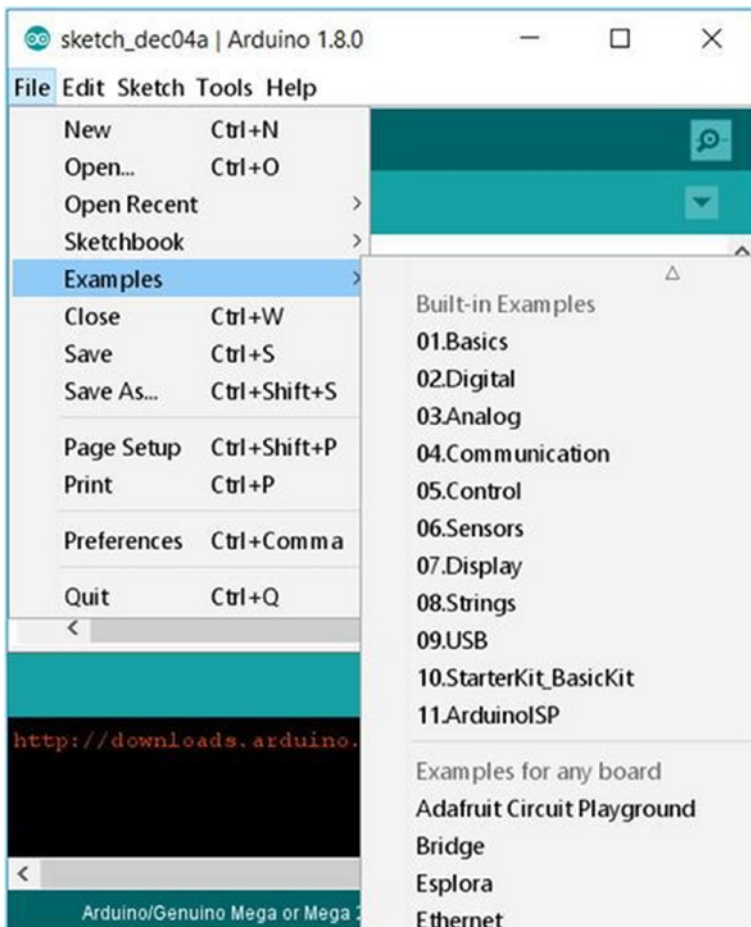 sketch_dec04a | Arduino 1.8.0
File Edit Sketch Tools Help
New Ctrl+N
Open... Ctrl+O
Open Recent
Sketchbook
Examples
Close Ctrl+W
Save Ctrl+S
Save As... Ctrl+Shift+S
Page Setup Ctrl+Shift+P
Print Ctrl+P
Preferences Ctrl+Comma
Quit Ctrl+Q
Built-in Examples
01.Basics
02.Digital
03.Analog
04.Communication
05.Control
06.Sensors
07.Display
08.Strings
09.USB
10.StarterKit_BasicKit
11.ArduinoISP
Examples for any board
Adafruit Circuit Playground
Bridge
Esplora
Ethernet
http://downloads.arduino.
Arduino/Genuino Mega or Mega